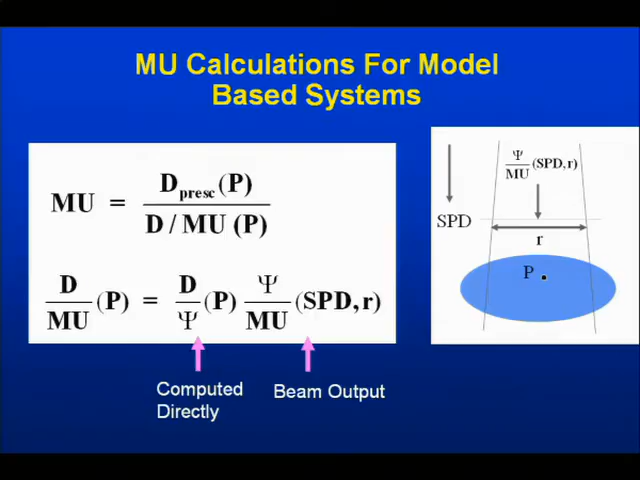 MU Calculations For Model
Based Systems
MU = D_presc(P) / D / MU (P)
D/MU (P) = D/Ψ (P) Ψ/MU (SPD, r)
Computed
Directly
Beam Output
Ψ/MU (SPD, r)
SPD
r
P